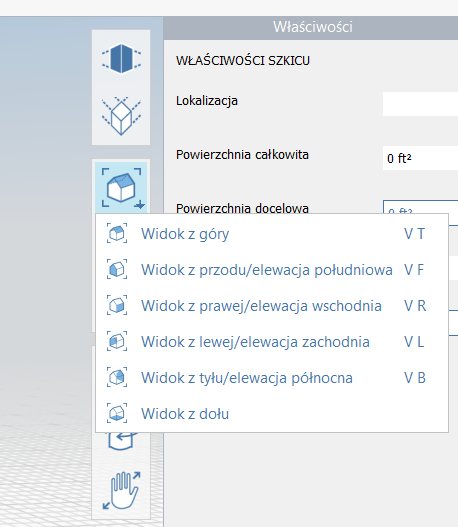 Właściwości
WŁAŚCIWOŚCI SZKICU
Lokalizacja
Powierzchnia całkowita 0 ft²
Powierzchnia docelowa 0 ft²
Widok z góry V T
Widok z przodu/elewacja południowa V F
Widok z prawej/elewacja wschodnia V R
Widok z lewej/elewacja zachodnia V L
Widok z tyłu/elewacja północna V B
Widok z dołu